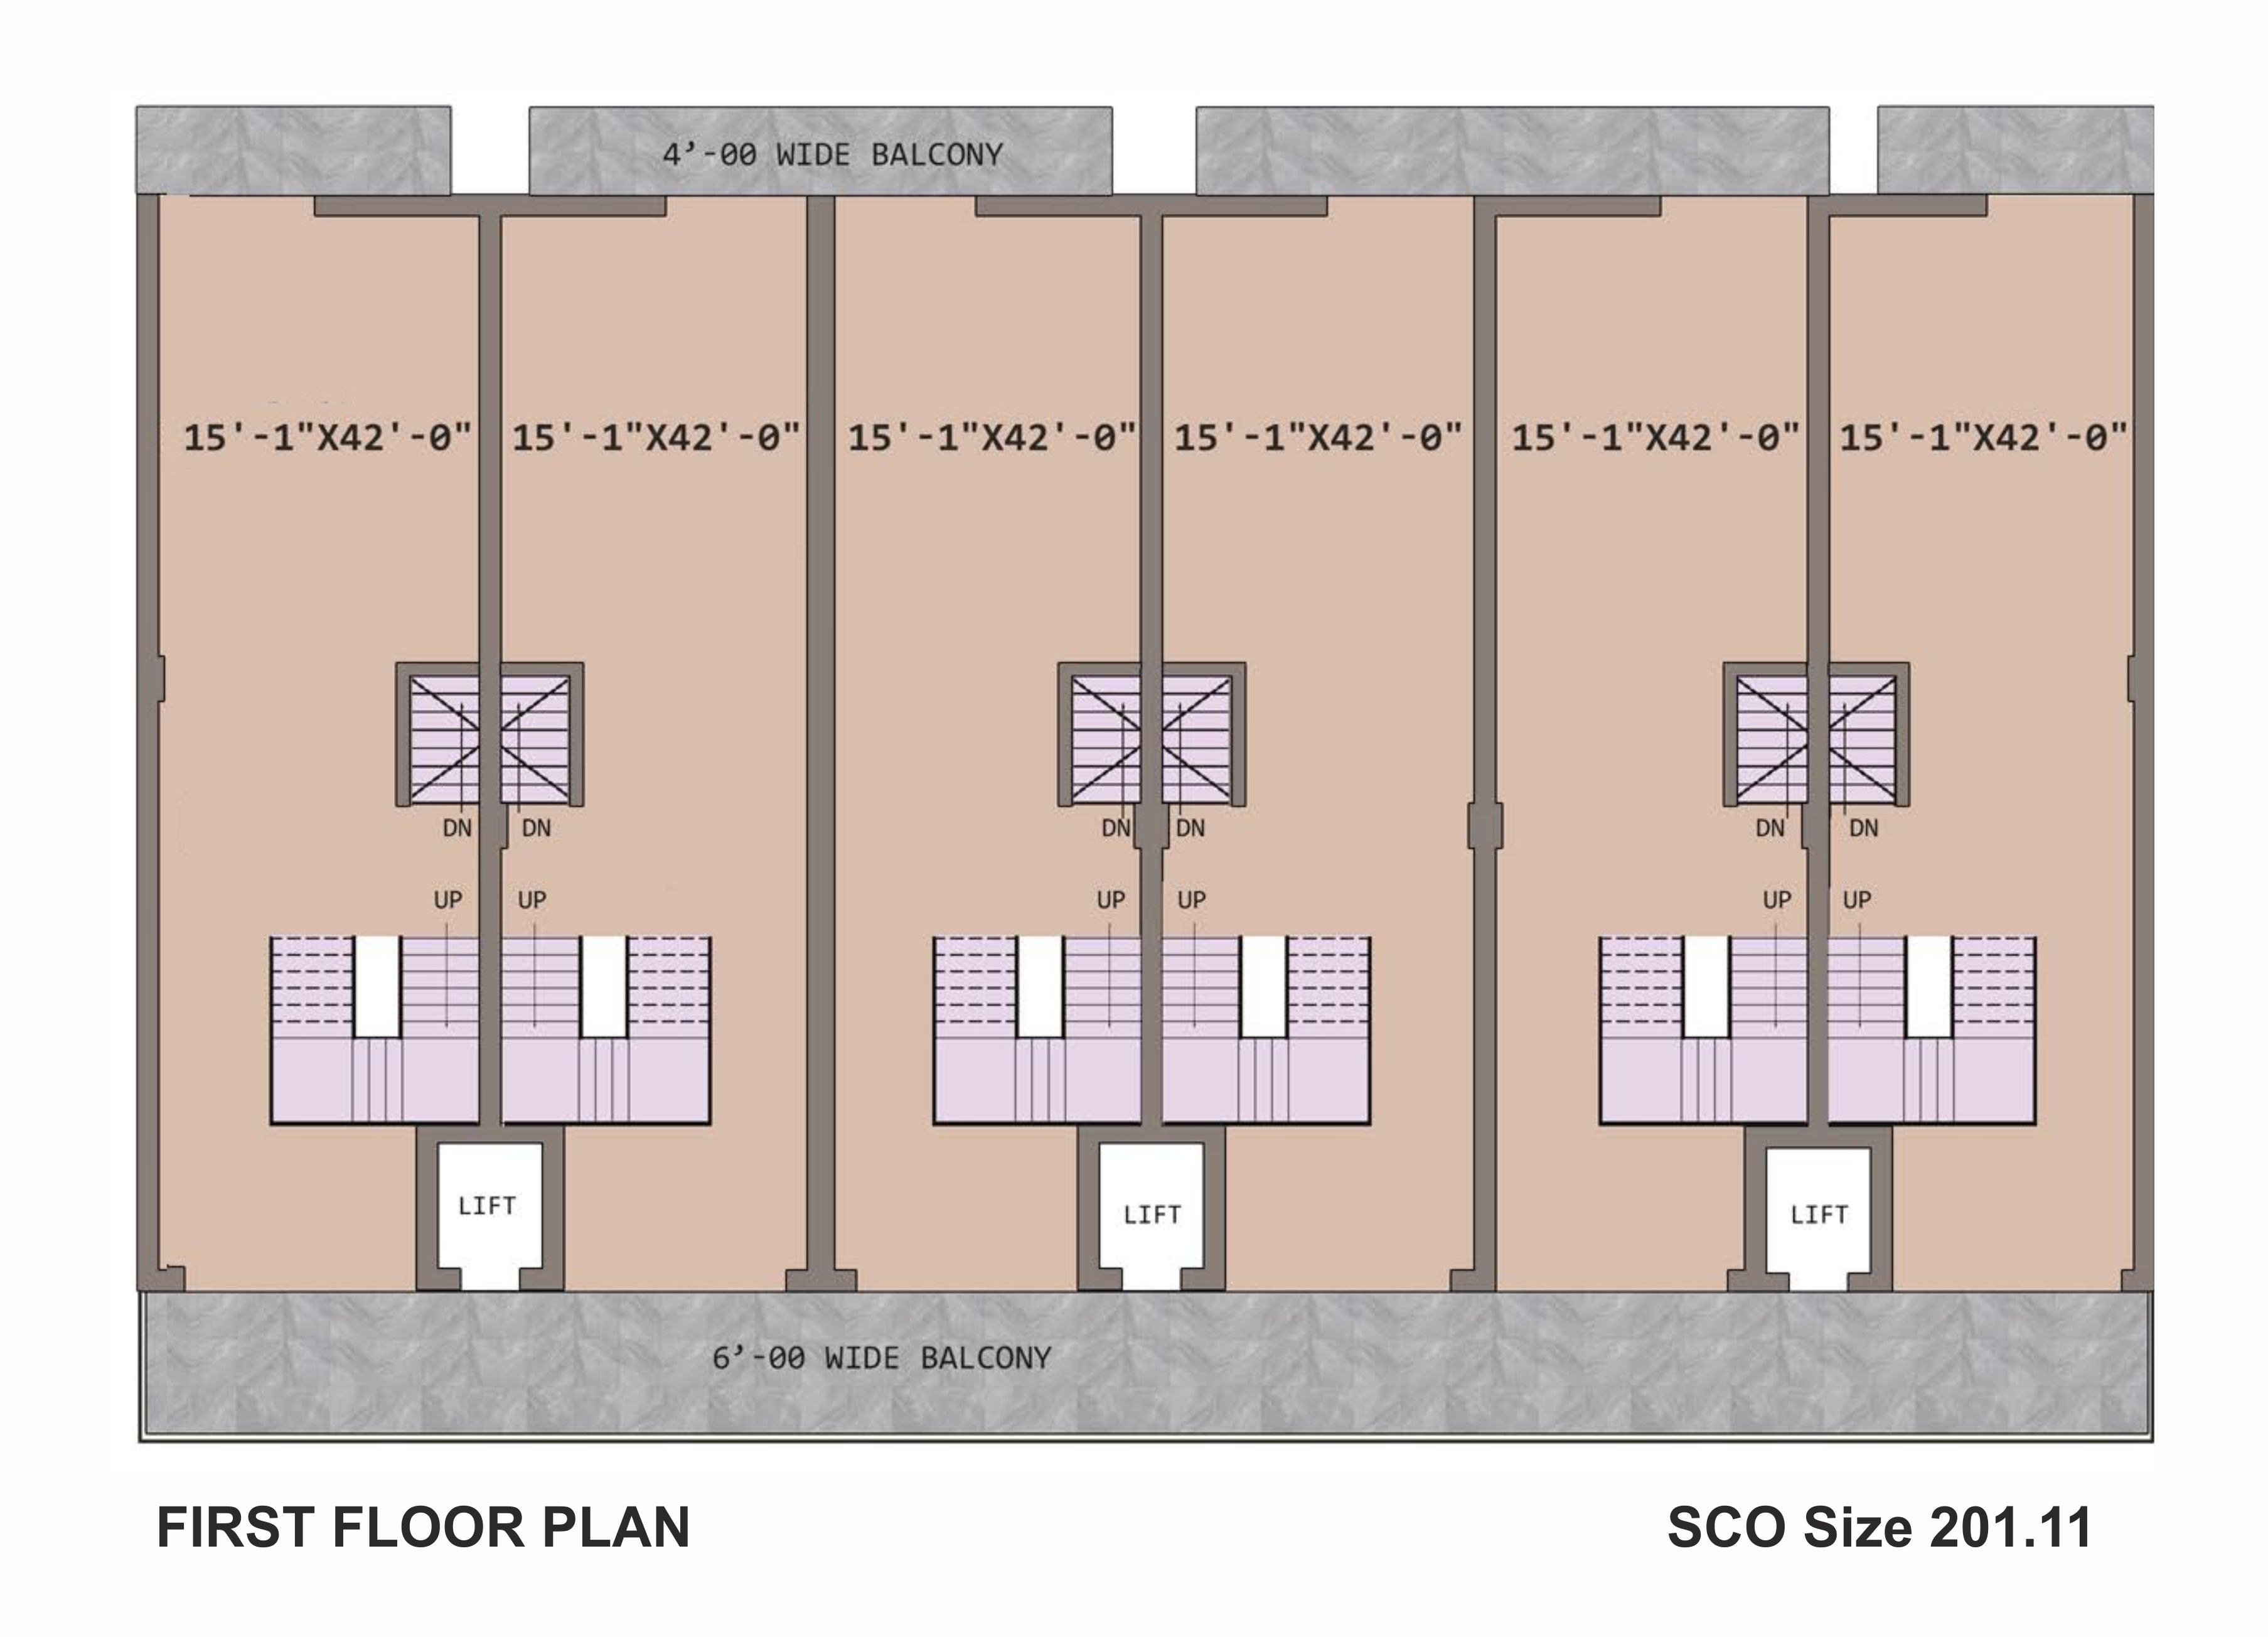 4’-00 WIDE BALCONY
15'-1"X42'-0" 15'-1"X42'-0" 15'-1"X42'-0" 15'-1"X42'-0" 15'-1"X42'-0" 15'-1"X42'-0"
DN DN DN DN DN DN
UP UP UP UP UP UP
LIFT LIFT LIFT
6’-00 WIDE BALCONY
FIRST FLOOR PLAN SCO Size 201.11